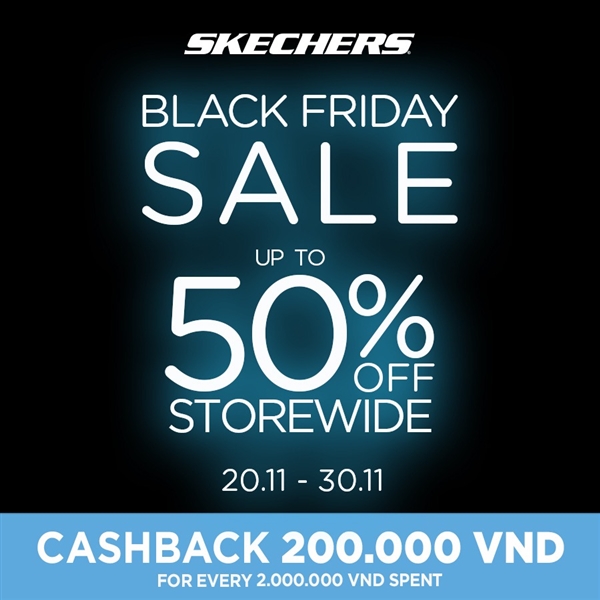 SKECHERS
BLACK FRIDAY
SALE
UP TO
50%
OFF
STOREWIDE
20.11 - 30.11
CASHBACK 200.000 VND
FOR EVERY 2.000.000 VND SPENT